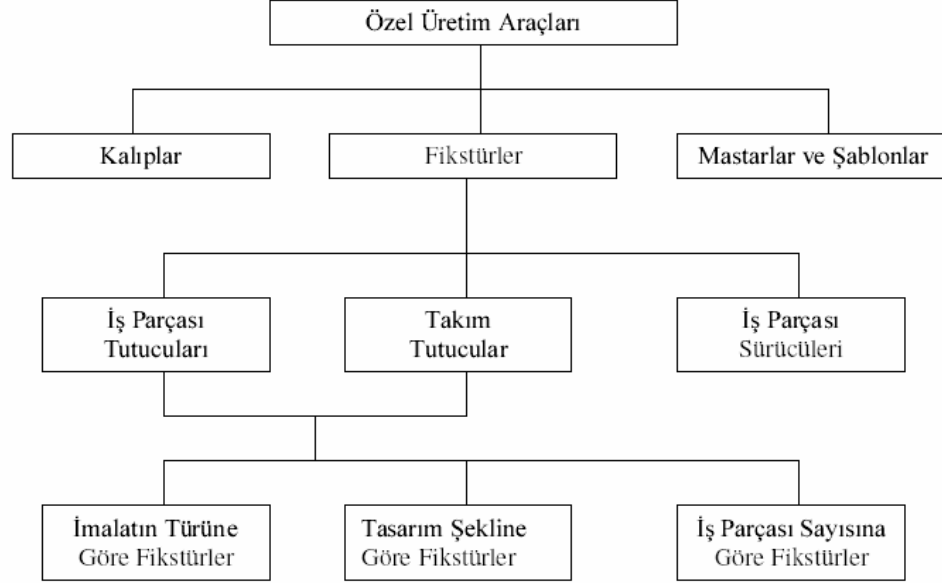 Özel Üretim Araçları
Kalıplar
Fikstürler
Mastarlar ve Şablonlar
İş Parçası
Tutucuları
Takım
Tutucular
İş Parçası
Sürücüleri
İmalatın Türüne
Göre Fikstürler
Tasarım Şekline
Göre Fikstürler
İş Parçası Sayısına
Göre Fikstürler